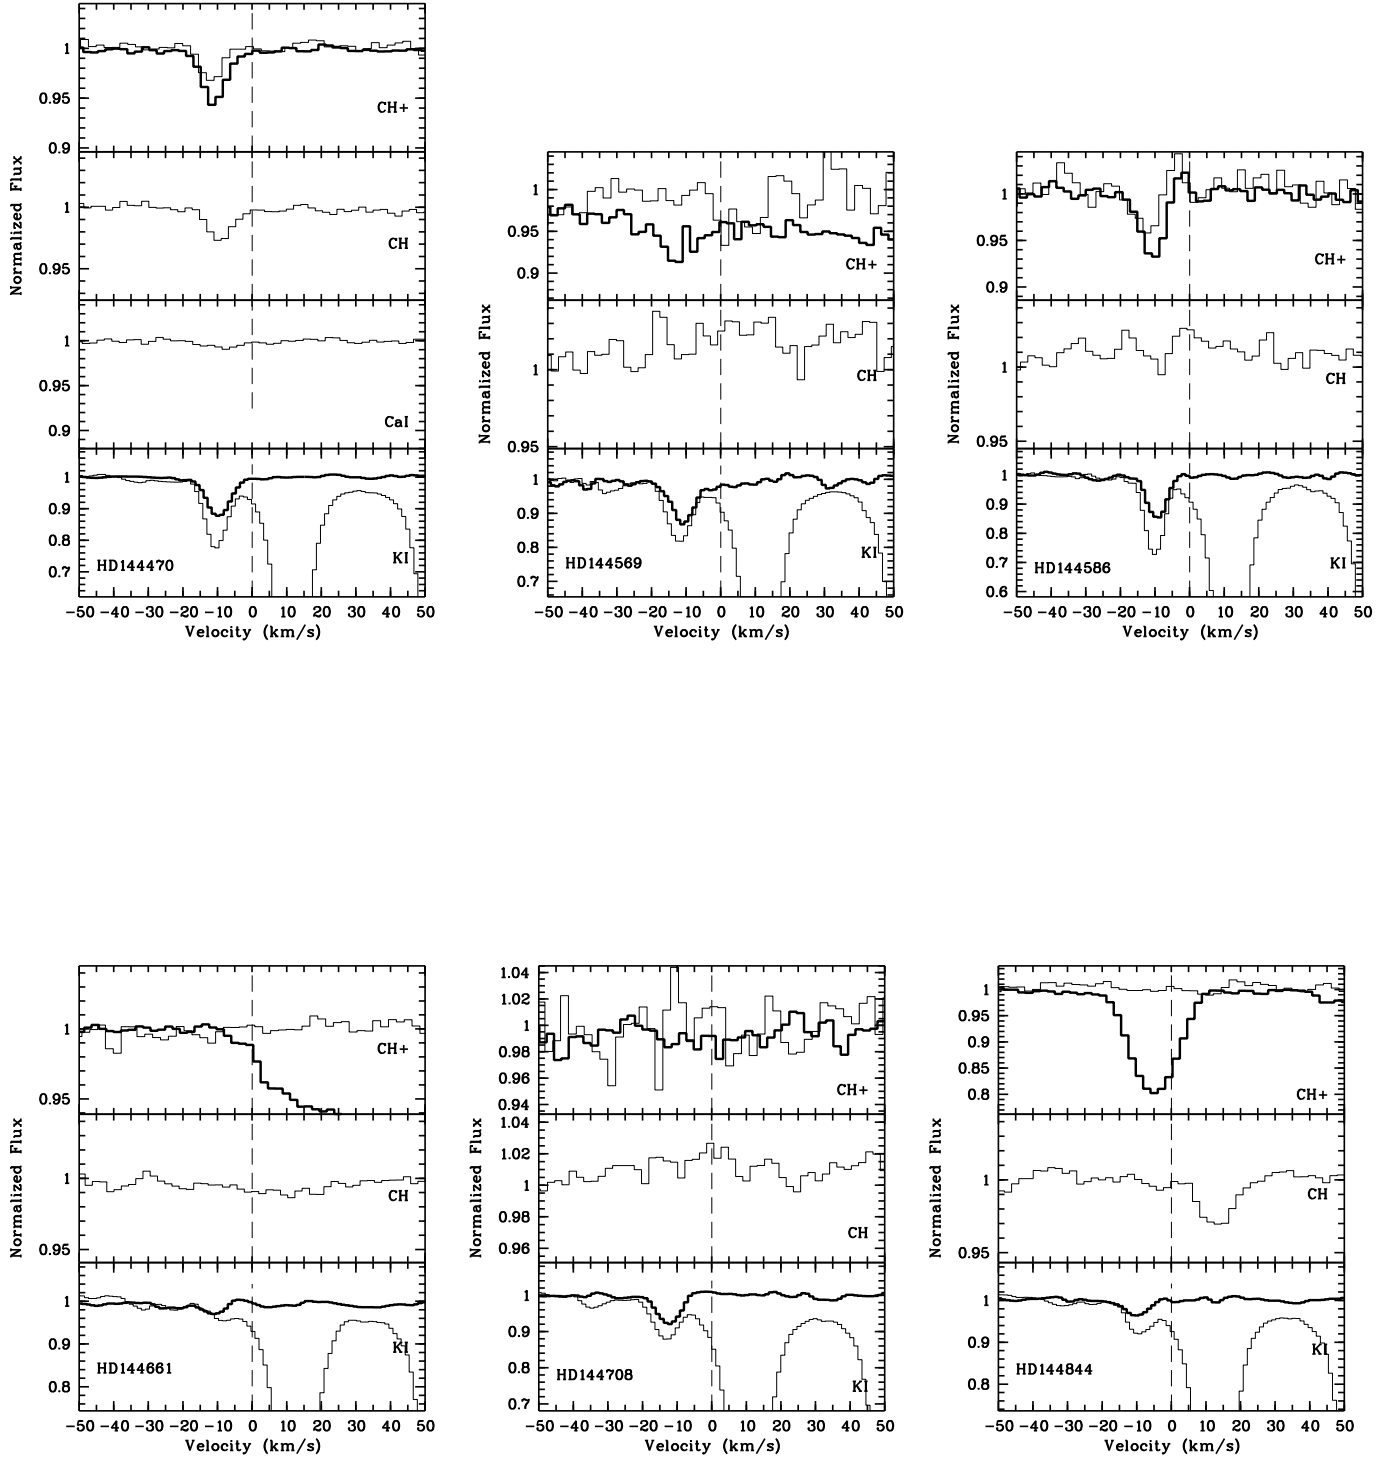 1
0.95
CH+
0.9
Normalized Flux
1
CH
0.95
1
0.95
CaI
0.9
1
0.9
0.8
KI
HD144470
0.7
−50 −40 −30 −20 −10 0 10 20 30 40 50
Velocity (km/s)
1
0.95
CH+
0.9
Normalized Flux
1
CH
0.95
1
0.9
0.8
KI
HD144569
0.7
−50 −40 −30 −20 −10 0 10 20 30 40 50
Velocity (km/s)
1
0.95
CH+
0.9
Normalized Flux
1
CH
0.95
1
0.9
0.8
0.7
KI
HD144586
0.6
−50 −40 −30 −20 −10 0 10 20 30 40 50
Velocity (km/s)
1
CH+
0.95
Normalized Flux
1
CH
0.95
1
0.9
KI
HD144661
0.8
−50 −40 −30 −20 −10 0 10 20 30 40 50
Velocity (km/s)
1.04
1.02
1
0.98
0.96
CH+
0.94
Normalized Flux
1.04
1.02
1
0.98
CH
0.96
1
0.9
0.8
HD144708
KI
0.7
−50 −40 −30 −20 −10 0 10 20 30 40 50
Velocity (km/s)
1
0.95
0.9
0.85
0.8
CH+
Normalized Flux
1
CH
0.95
1
0.9
KI
HD144844
0.8
−50 −40 −30 −20 −10 0 10 20 30 40 50
Velocity (km/s)